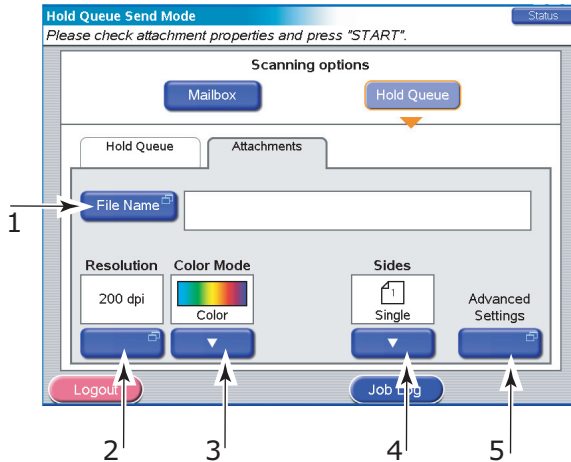 Hold Queue Send Mode
Status
Please check attachment properties and press "START".
Scanning options
Mailbox
Hold Queue
Hold Queue
Attachments
File Name
1
Resolution
Color Mode
Sides
200 dpi
Color
1
Single
Advanced
Settings
Logout
Job Log
2
3
4
5